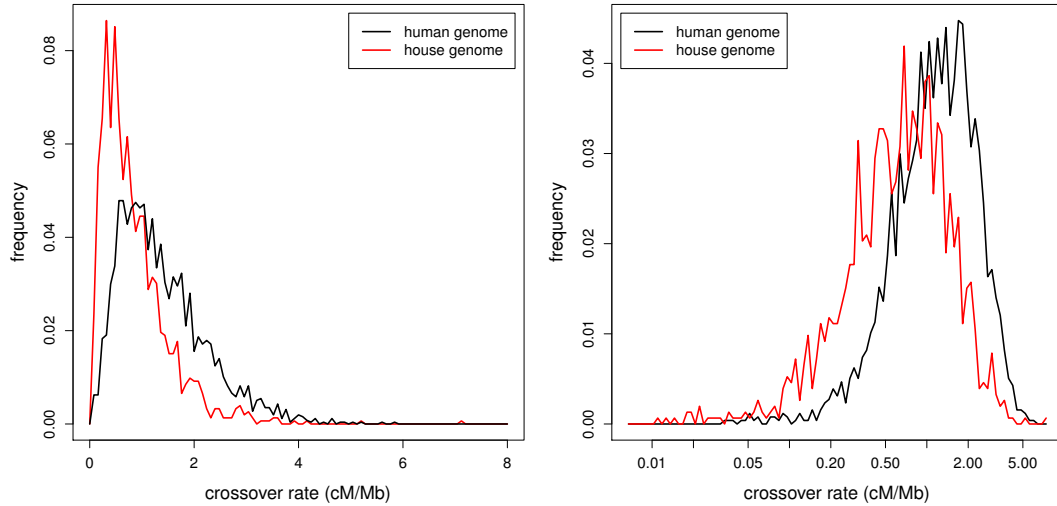 human genome
house genome
frequency
0.00
0.02
0.04
0.06
0.08
0
2
4
6
8
crossover rate (cM/Mb)
human genome
house genome
frequency
0.00
0.01
0.02
0.03
0.04
0.01
0.05
0.20
0.50
2.00
5.00
crossover rate (cM/Mb)